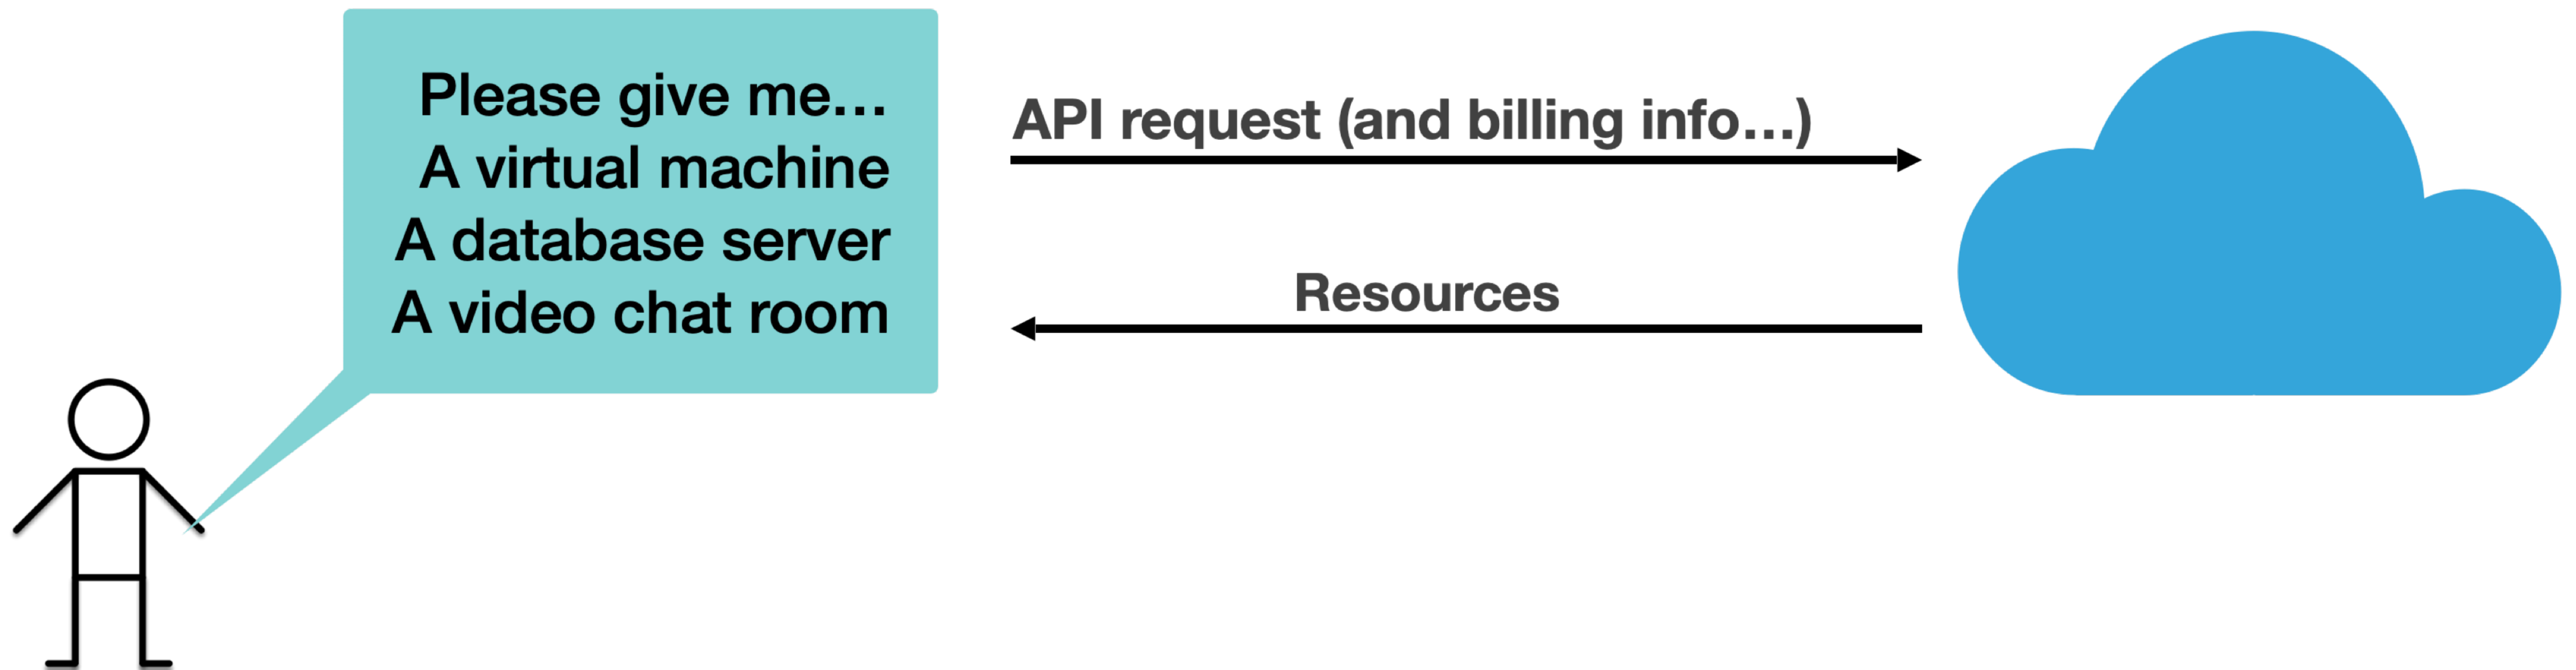 Please give me…
A virtual machine
A database server
A video chat room
API request (and billing info…)
Resources